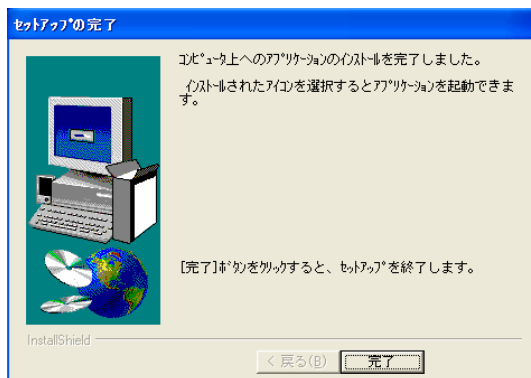 ｾｯﾄｱｯﾌﾟの完了
ｺﾝﾋﾟｭｰﾀ上へのｱﾌﾟﾘｹｰｼｮﾝのｲﾝｽﾄｰﾙを完了しました。
ｲﾝｽﾄｰﾙされたｱｲｺﾝを選択するとｱﾌﾟﾘｹｰｼｮﾝを起動できま
す。
[完了]ﾎﾞﾀﾝをｸﾘｯｸすると、ｾｯﾄｱｯﾌﾟを終了します。
InstallShield
< 戻る(B)
完了